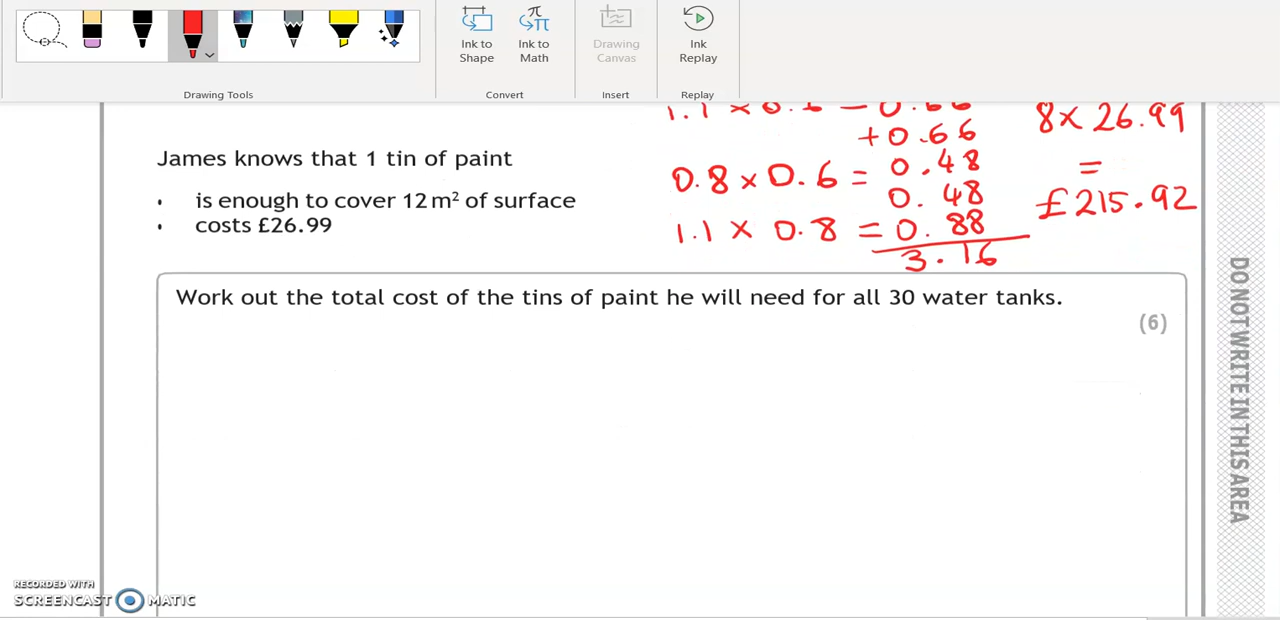 Ink to Shape
Ink to Math
Drawing Canvas
Ink Replay
Drawing Tools
Convert
Insert
Replay
+0.66
8 x 26.99
=
£215.92
0.8 x 0.6 = 0.48
0.48
1.1 x 0.8 = 0.88
3.16
James knows that 1 tin of paint
• is enough to cover 12 m² of surface
• costs £26.99
Work out the total cost of the tins of paint he will need for all 30 water tanks.
(6)
DO NOT WRITE IN THIS AREA
RECORDED WITH
SCREENCAST MATIC